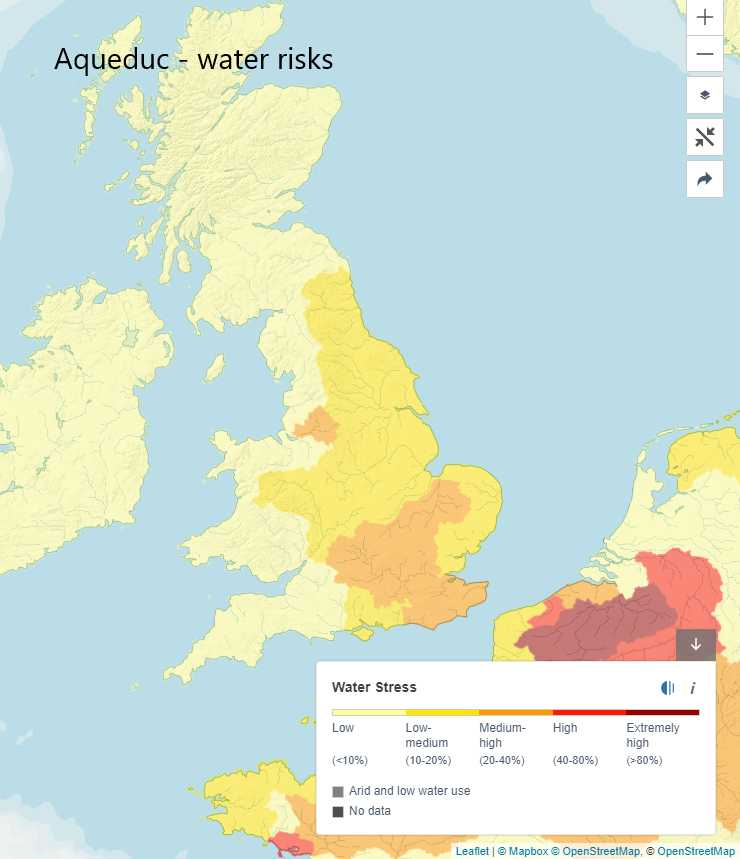 Aqueduc - water risks
Water Stress
Low
Low-
medium
Medium-
high
High
Extremely
high
(<10%)
(10-20%)
(20-40%)
(40-80%)
(>80%)
Arid and low water use
No data
Leaflet | © Mapbox © OpenStreetMap, © OpenStreetMap